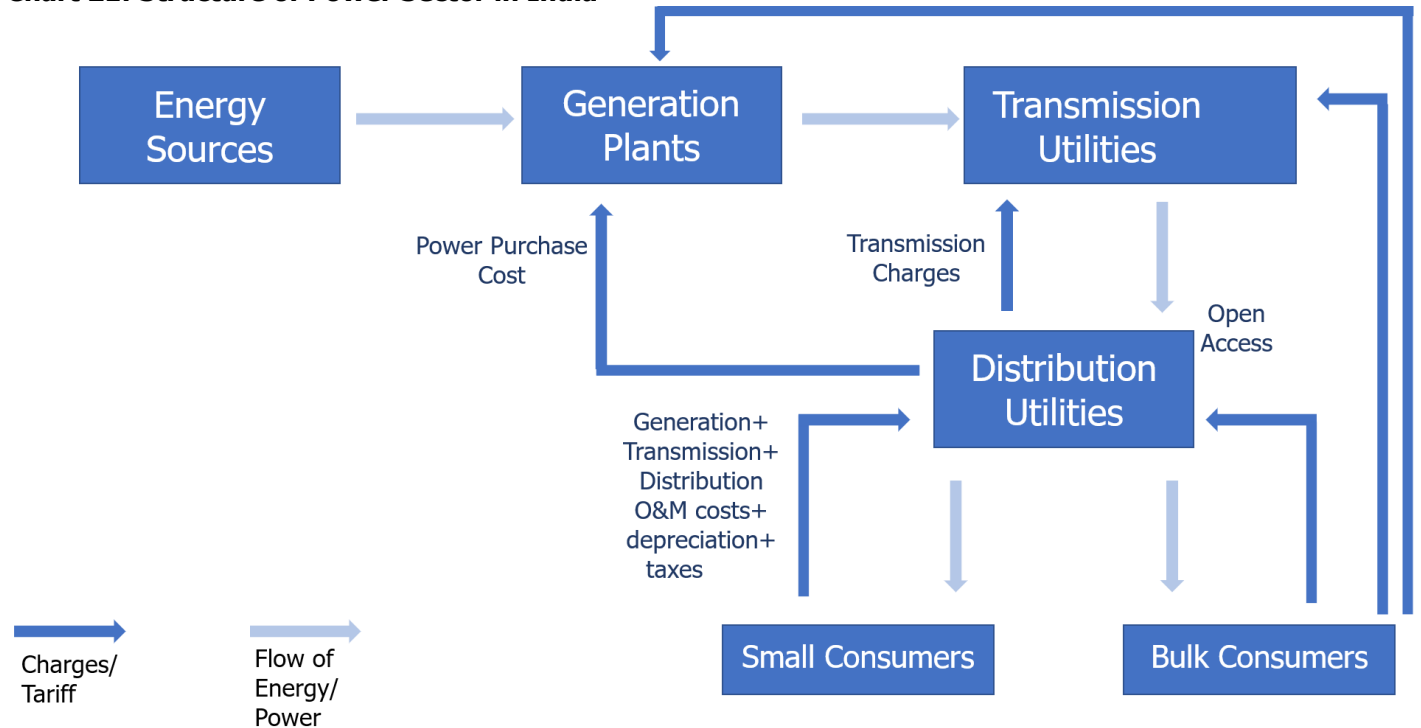 Energy
Sources
Generation
Plants
Transmission
Utilities
Power Purchase
Cost
Transmission
Charges
Open
Access
Distribution
Utilities
Generation+
Transmission+
Distribution
O&M costs+
depreciation+
taxes
Small Consumers
Bulk Consumers
Charges/
Tariff
Flow of
Energy/
Power